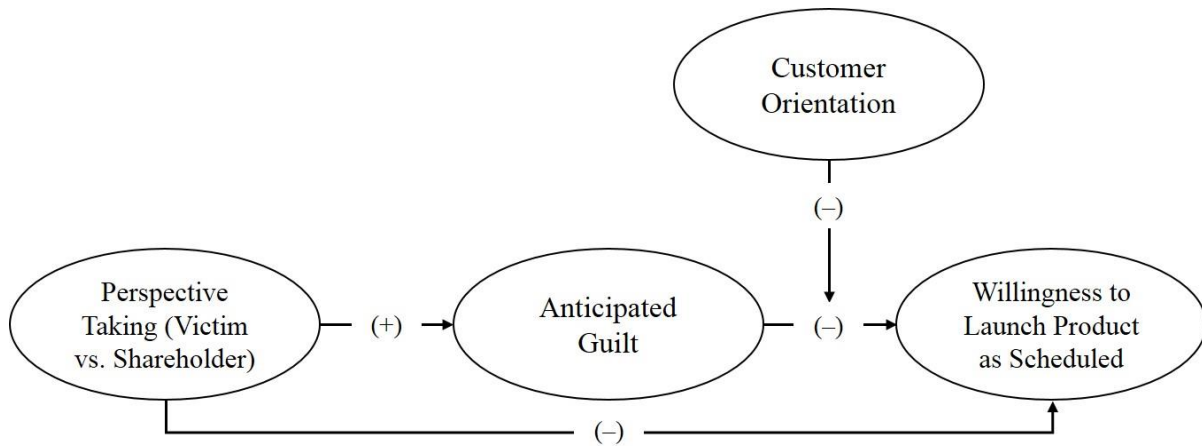 Customer
Orientation
(–)
Perspective
Taking (Victim
vs. Shareholder)
(+)
Anticipated
Guilt
(–)
Willingness to
Launch Product
as Scheduled
(–)